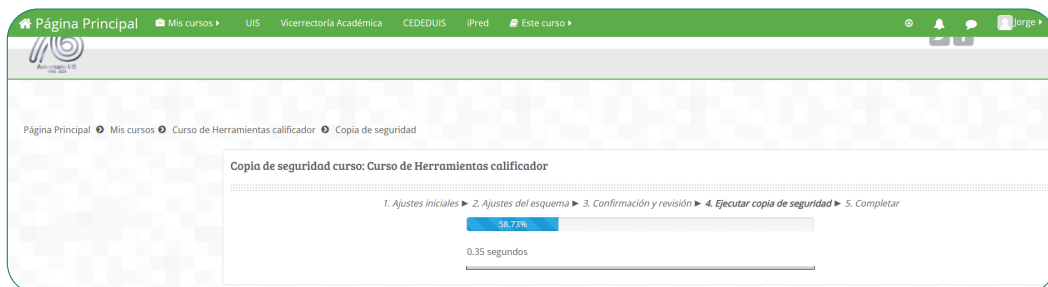 Página Principal Mis cursos UIS Vicerrectoría Académica CEDEDUIS iPred Este curso Jorge
Aniversario UIS
1948-2024
Página Principal Mis cursos Curso de Herramientas calificador Copia de seguridad
Copia de seguridad curso: Curso de Herramientas calificador
1. Ajustes iniciales ► 2. Ajustes del esquema ► 3. Confirmación y revisión ► 4. Ejecutar copia de seguridad ► 5. Completar
58.73%
0.35 segundos